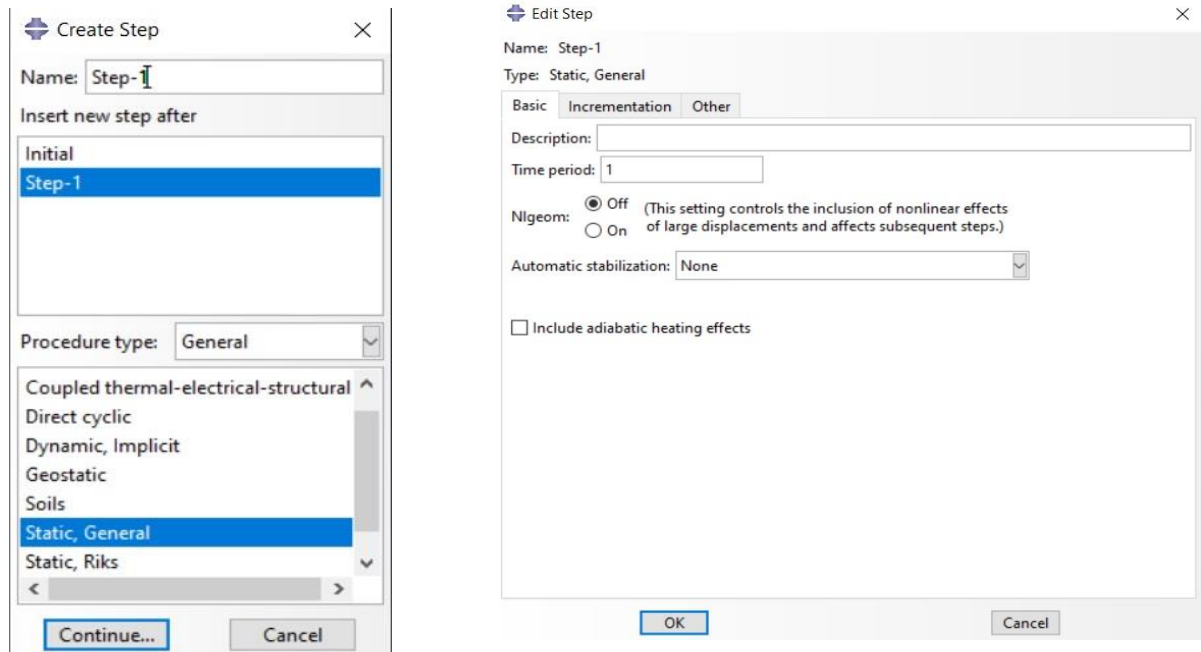 Create Step
Name: Step-1
Insert new step after
Initial
Step-1
Procedure type: General
Coupled thermal-electrical-structural
Direct cyclic
Dynamic, Implicit
Geostatic
Soils
Static, General
Static, Riks
Continue... Cancel
Edit Step
Name: Step-1
Type: Static, General
Basic Incrementation Other
Description:
Time period: 1
Nlgeom: Off (This setting controls the inclusion of nonlinear effects
On of large displacements and affects subsequent steps.)
Automatic stabilization: None
Include adiabatic heating effects
OK Cancel